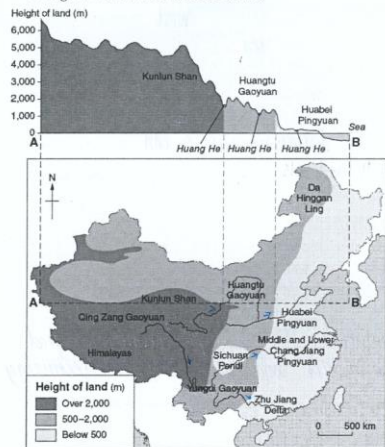 Height of land (m)
6,000
5,000
4,000
3,000
2,000
1,000
0
Kunlun Shan
Huangtu
Gaoyuan
Huabei
Pingyuan
Sea
A
B
Huang He
Huang He
Huang He
N
Da
Hinggan
Ling
A
B
Kunlun Shan
Huangtu
Gaoyuan
Qing Zang Gaoyuan
Huabei
Pingyuan
Himalayas
Middle and Lower
Chang Jiang
Pingyuan
Sichuan
Pendi
Yungui Gaoyuan
Zhu Jiang
Delta
Height of land (m)
Over 2,000
500–2,000
Below 500
0 500 km